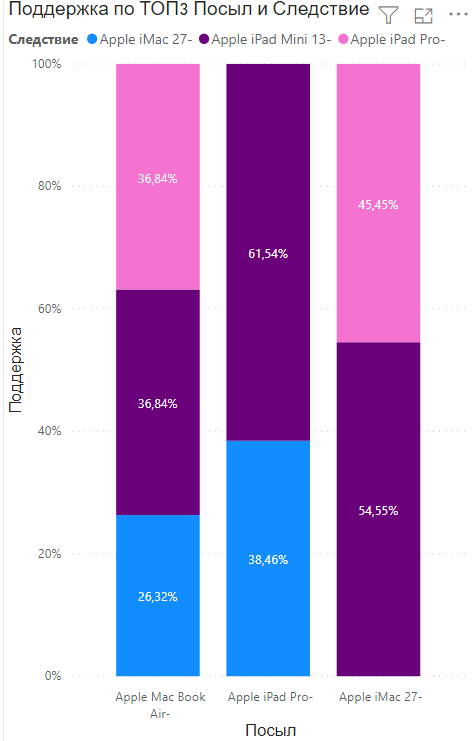 Поддержка по ТОП3 Посыл и Следствие
Следствие Apple iMac 27- Apple iPad Mini 13- Apple iPad Pro-
100%
80%
60%
40%
20%
0%
Поддержка
36,84%
36,84%
26,32%
61,54%
38,46%
45,45%
54,55%
Apple Mac Book
Air-
Apple iPad Pro-
Apple iMac 27-
Посыл